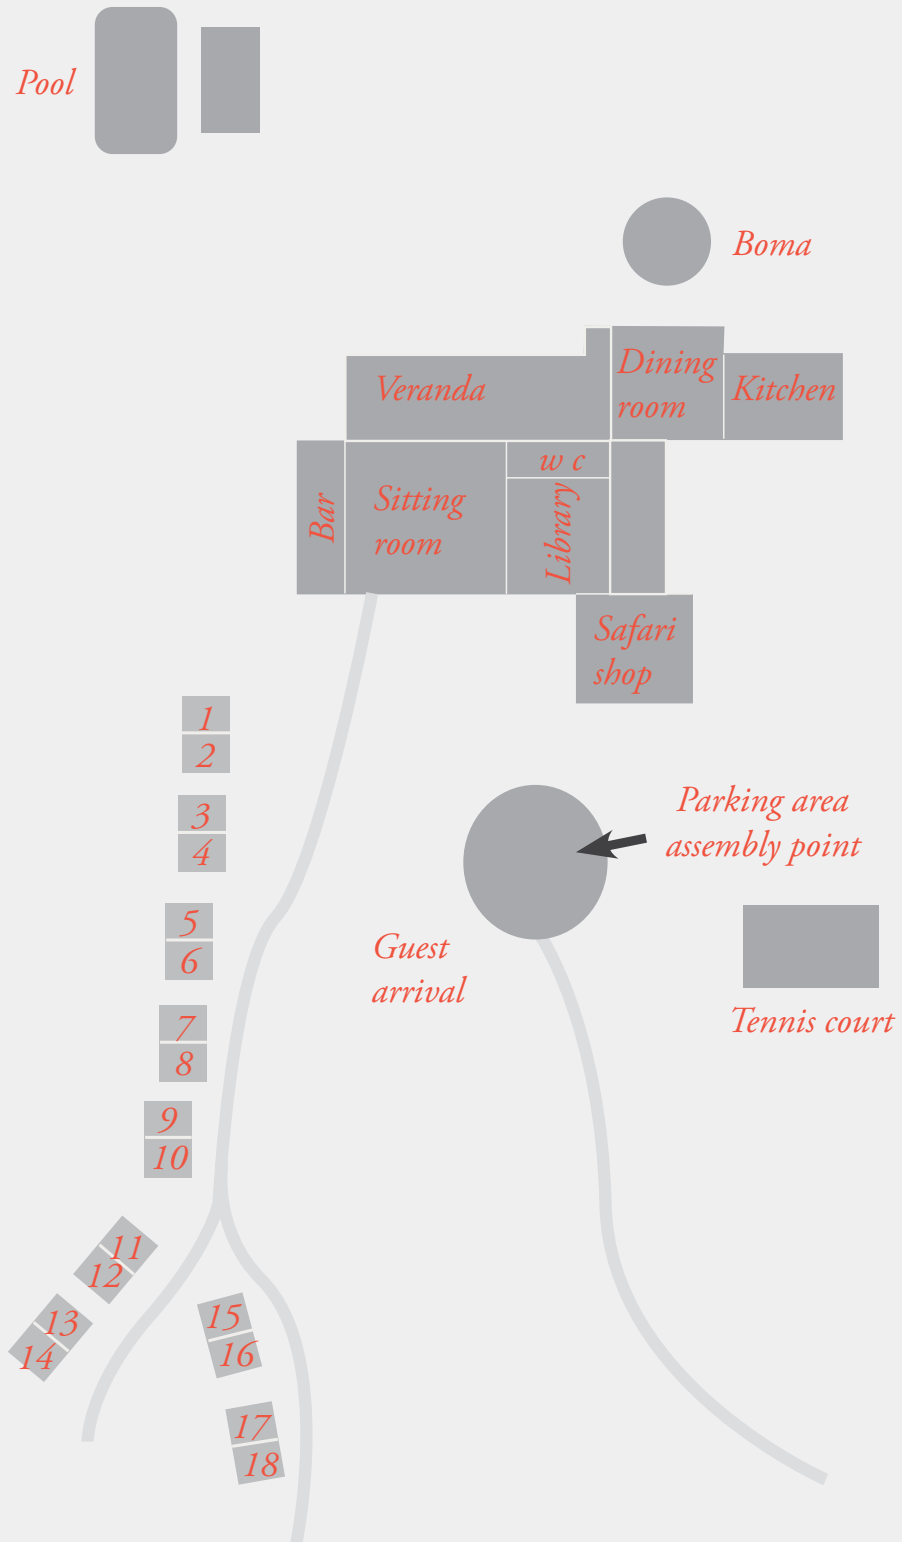 Pool
Boma
Dining
room
Veranda
Kitchen
w c
Bar
Sitting
room
Library
Safari
shop
1
2
3
4
Parking area
assembly point
5
6
Guest
arrival
7
8
Tennis court
9
10
11
12
13
14
15
16
17
18